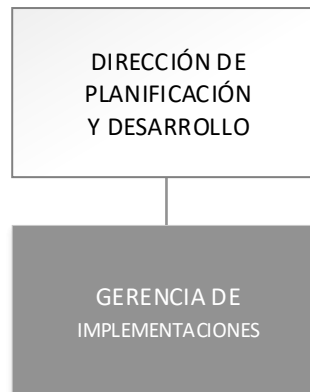 DIRECCIÓN DE
PLANIFICACIÓN
Y DESARROLLO
GERENCIA DE
IMPLEMENTACIONES